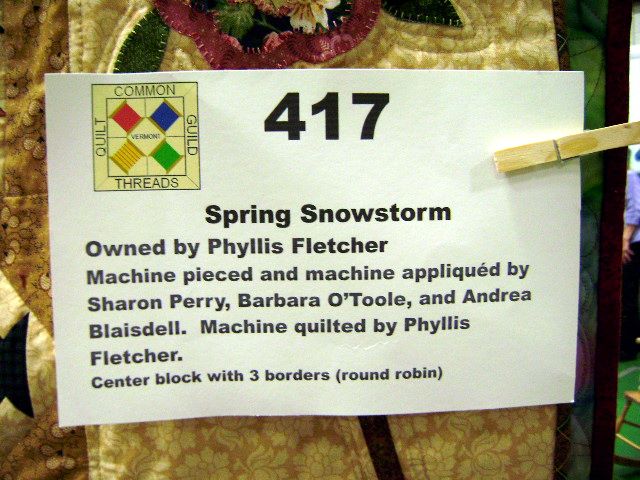 COMMON
QUILT
GUILD
VERMONT
THREADS
417
Spring Snowstorm
Owned by Phyllis Fletcher
Machine pieced and machine appliquéd by
Sharon Perry, Barbara O'Toole, and Andrea
Blaisdell.  Machine quilted by Phyllis
Fletcher.
Center block with 3 borders (round robin)